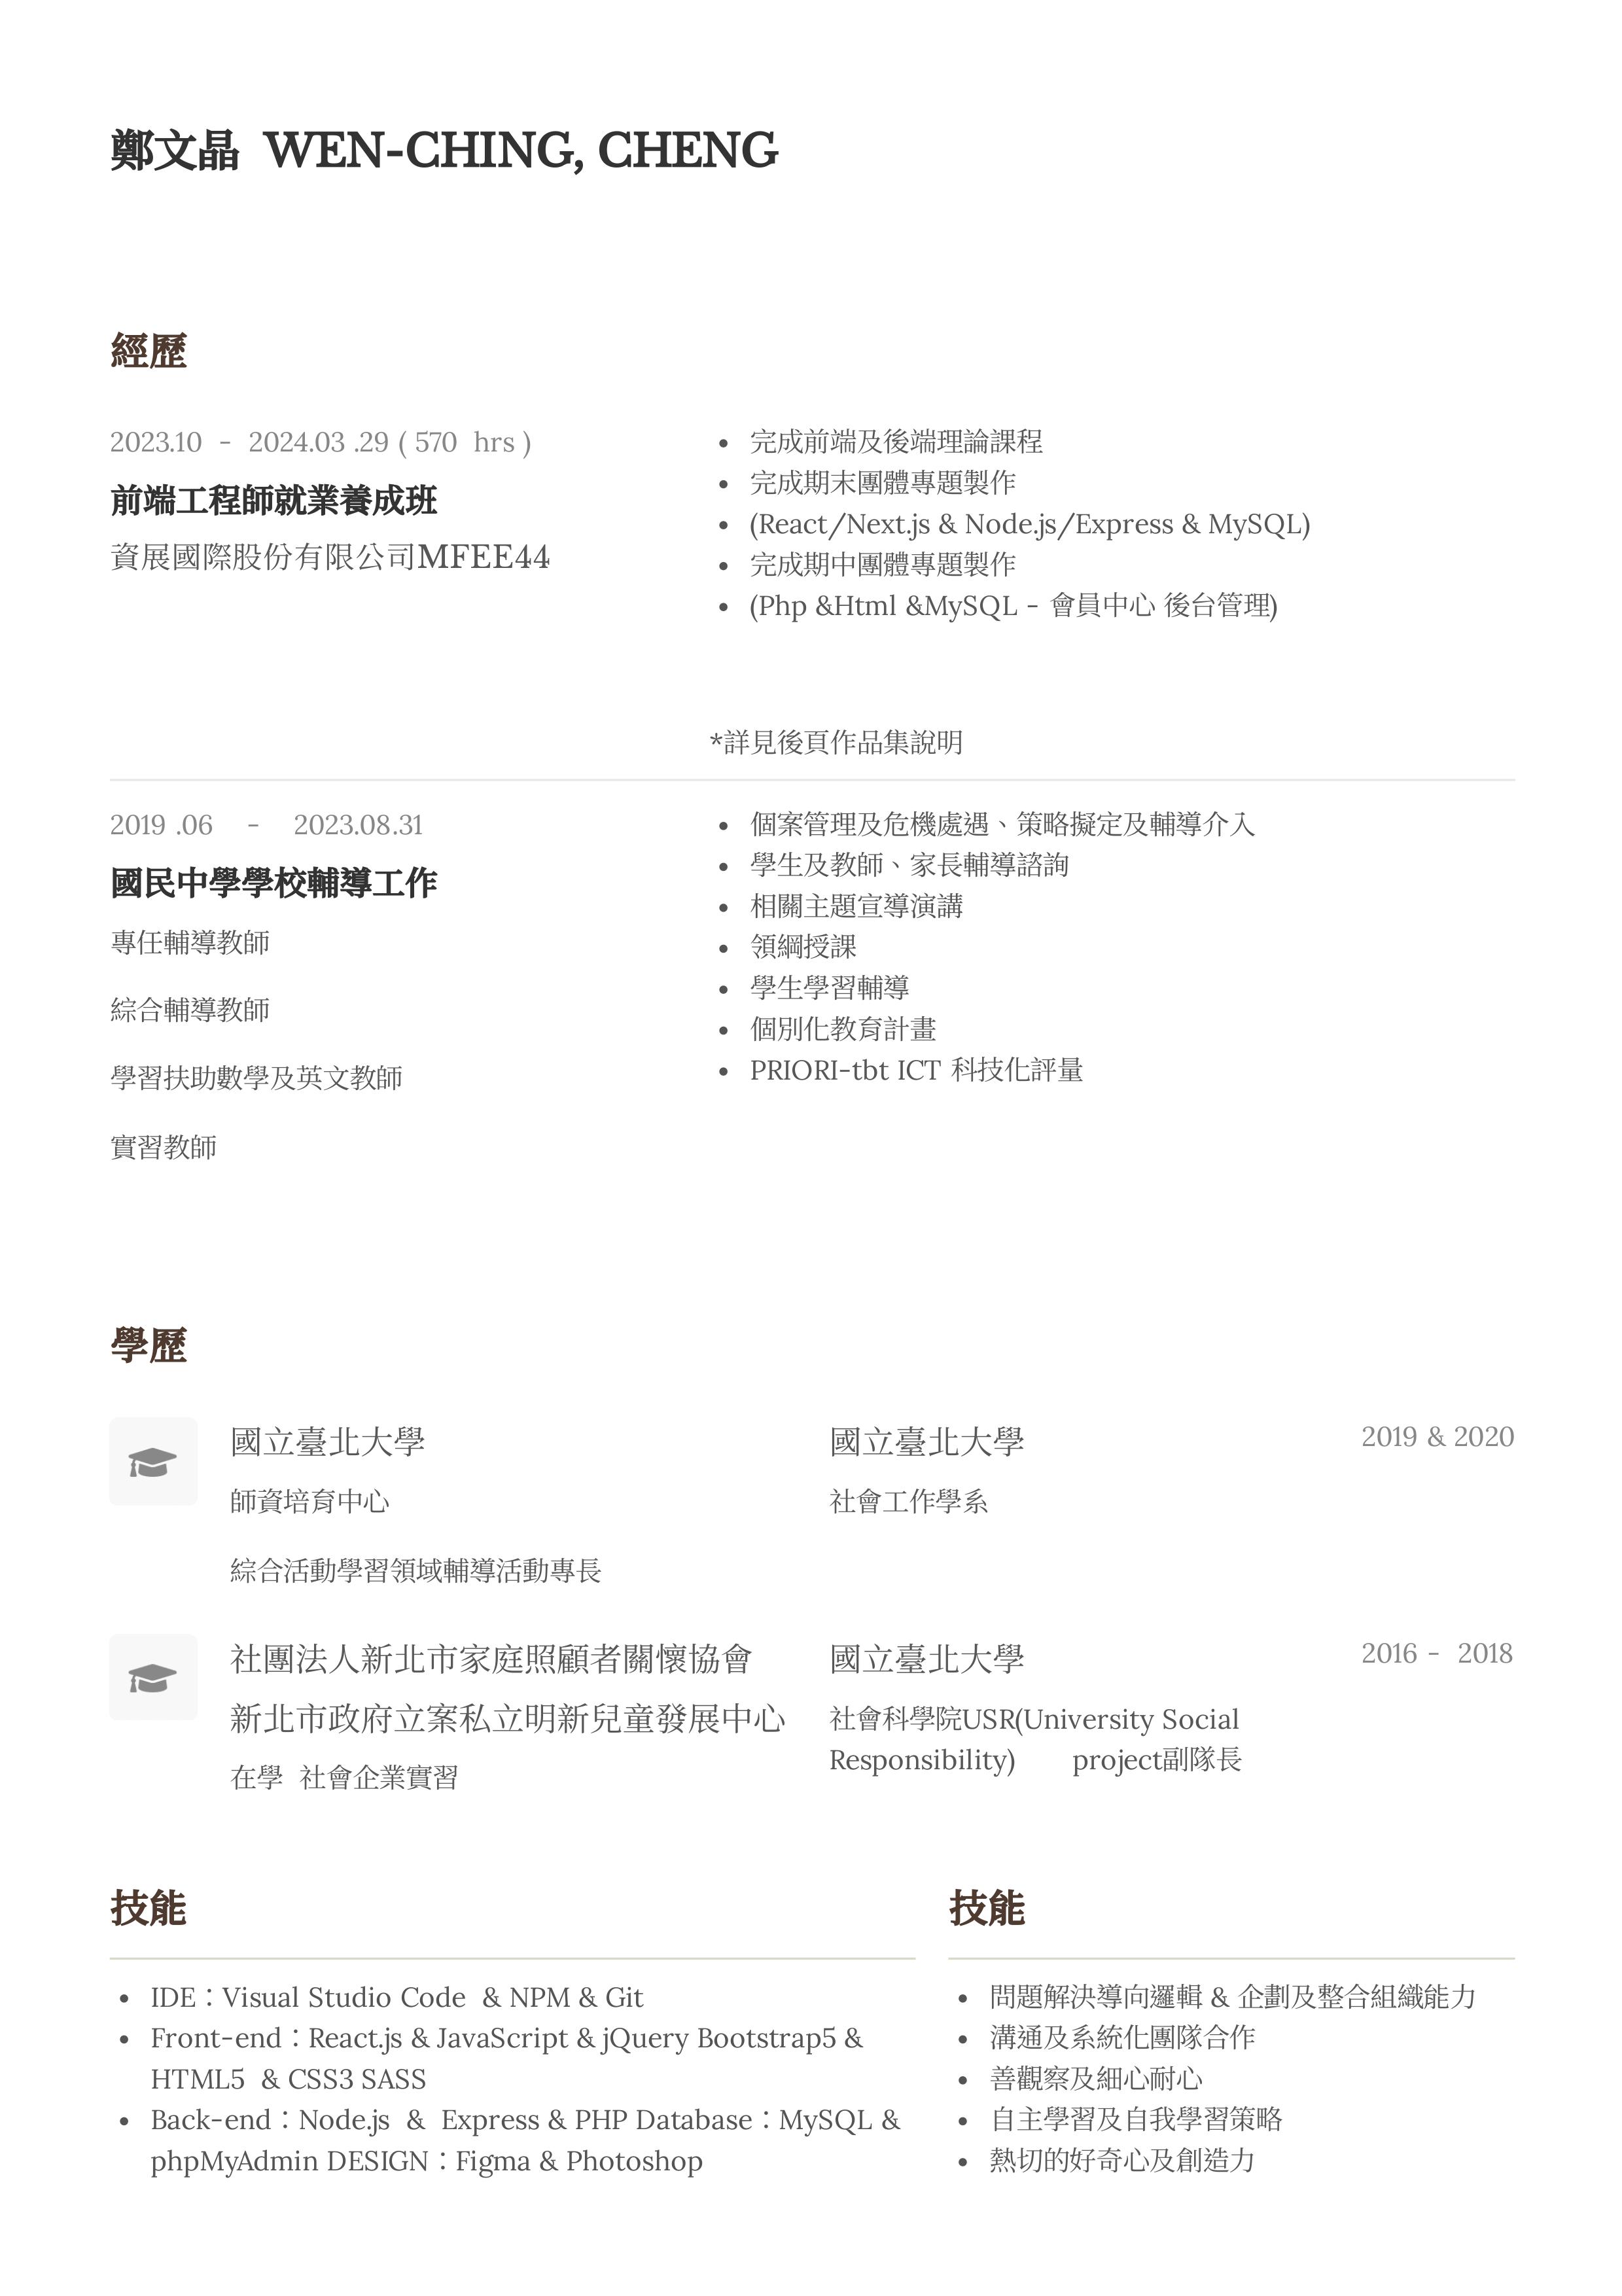 鄭文晶 WEN-CHING, CHENG
經歷
2023.10 - 2024.03 .29 ( 570 hrs )
前端工程師就業養成班
資展國際股份有限公司MFEE44
• 完成前端及後端理論課程
• 完成期末團體專題製作
• (React/Next.js & Node.js/Express & MySQL)
• 完成期中團體專題製作
• (Php &Html &MySQL - 會員中心 後台管理)
*詳見後頁作品集說明
2019 .06 - 2023.08.31
國民中學學校輔導工作
專任輔導教師
綜合輔導教師
學習扶助數學及英文教師
實習教師
• 個案管理及危機處遇、策略擬定及輔導介入
• 學生及教師、家長輔導諮詢
• 相關主題宣導演講
• 領綱授課
• 學生學習輔導
• 個別化教育計畫
• PRIORI-tbt ICT 科技化評量
學歷
國立臺北大學
師資培育中心
綜合活動學習領域輔導活動專長
國立臺北大學
社會工作學系
2019 & 2020
社團法人新北市家庭照顧者關懷協會
新北市政府立案私立明新兒童發展中心
在學 社會企業實習
國立臺北大學
社會科學院USR(University Social
Responsibility) project副隊長
2016 - 2018
技能
• IDE：Visual Studio Code & NPM & Git
• Front-end：React.js & JavaScript & jQuery Bootstrap5 &
HTML5 & CSS3 SASS
• Back-end：Node.js & Express & PHP Database：MySQL &
phpMyAdmin DESIGN：Figma & Photoshop
技能
• 問題解決導向邏輯 & 企劃及整合組織能力
• 溝通及系統化團隊合作
• 善觀察及細心耐心
• 自主學習及自我學習策略
• 熱切的好奇心及創造力